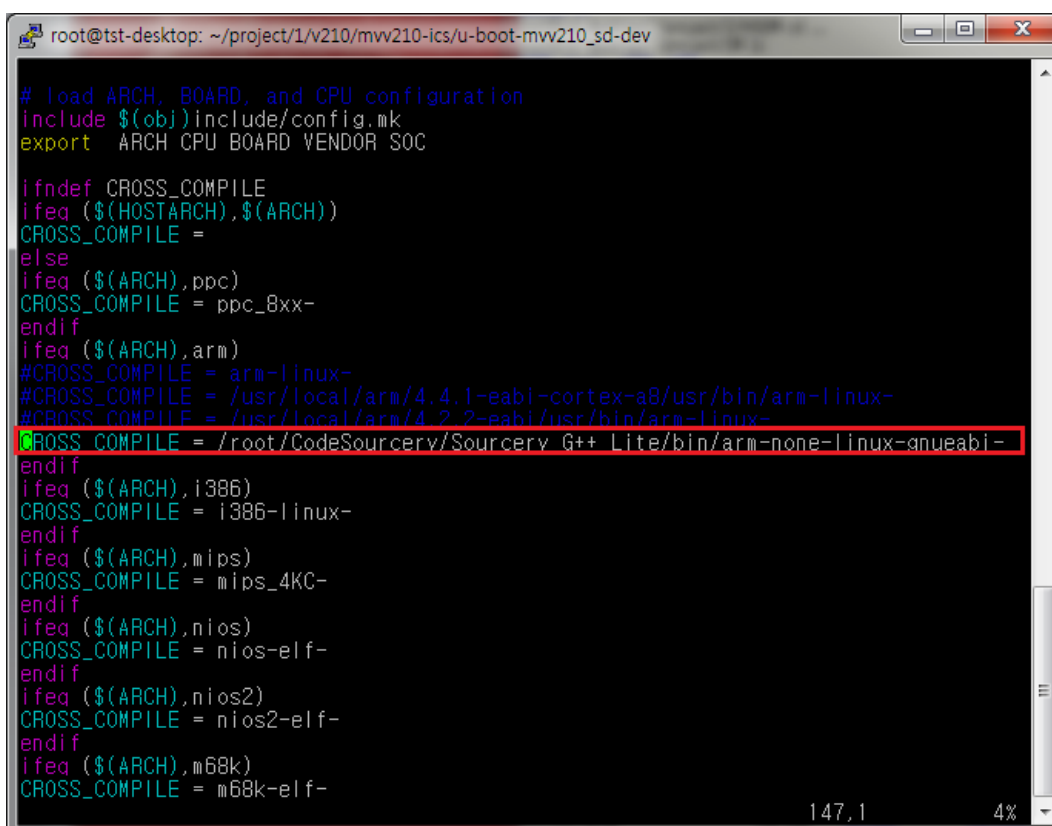 root@tst-desktop: ~/project/1/v210/mvv210-ics/u-boot-mvv210_sd-dev
# load ARCH, BOARD, and CPU configuration
include $(obj)include/config.mk
export  ARCH CPU BOARD VENDOR SOC
ifndef CROSS_COMPILE
ifeq ($(HOSTARCH),$(ARCH))
CROSS_COMPILE =
else
ifeq ($(ARCH),ppc)
CROSS_COMPILE = ppc_8xx-
endif
ifeq ($(ARCH),arm)
#CROSS_COMPILE = arm-linux-
#CROSS_COMPILE = /usr/local/arm/4.4.1-eabi-cortex-a8/usr/bin/arm-linux-
#CROSS_COMPILE = /usr/local/arm/4.2.2-eabi/usr/bin/arm-linux-
CROSS_COMPILE = /root/CodeSourcery/Sourcery_G++_Lite/bin/arm-none-linux-gnueabi-
endif
ifeq ($(ARCH),i386)
CROSS_COMPILE = i386-linux-
endif
ifeq ($(ARCH),mips)
CROSS_COMPILE = mips_4KC-
endif
ifeq ($(ARCH),nios)
CROSS_COMPILE = nios-elf-
endif
ifeq ($(ARCH),nios2)
CROSS_COMPILE = nios2-elf-
endif
ifeq ($(ARCH),m68k)
CROSS_COMPILE = m68k-elf-
147,1 4%